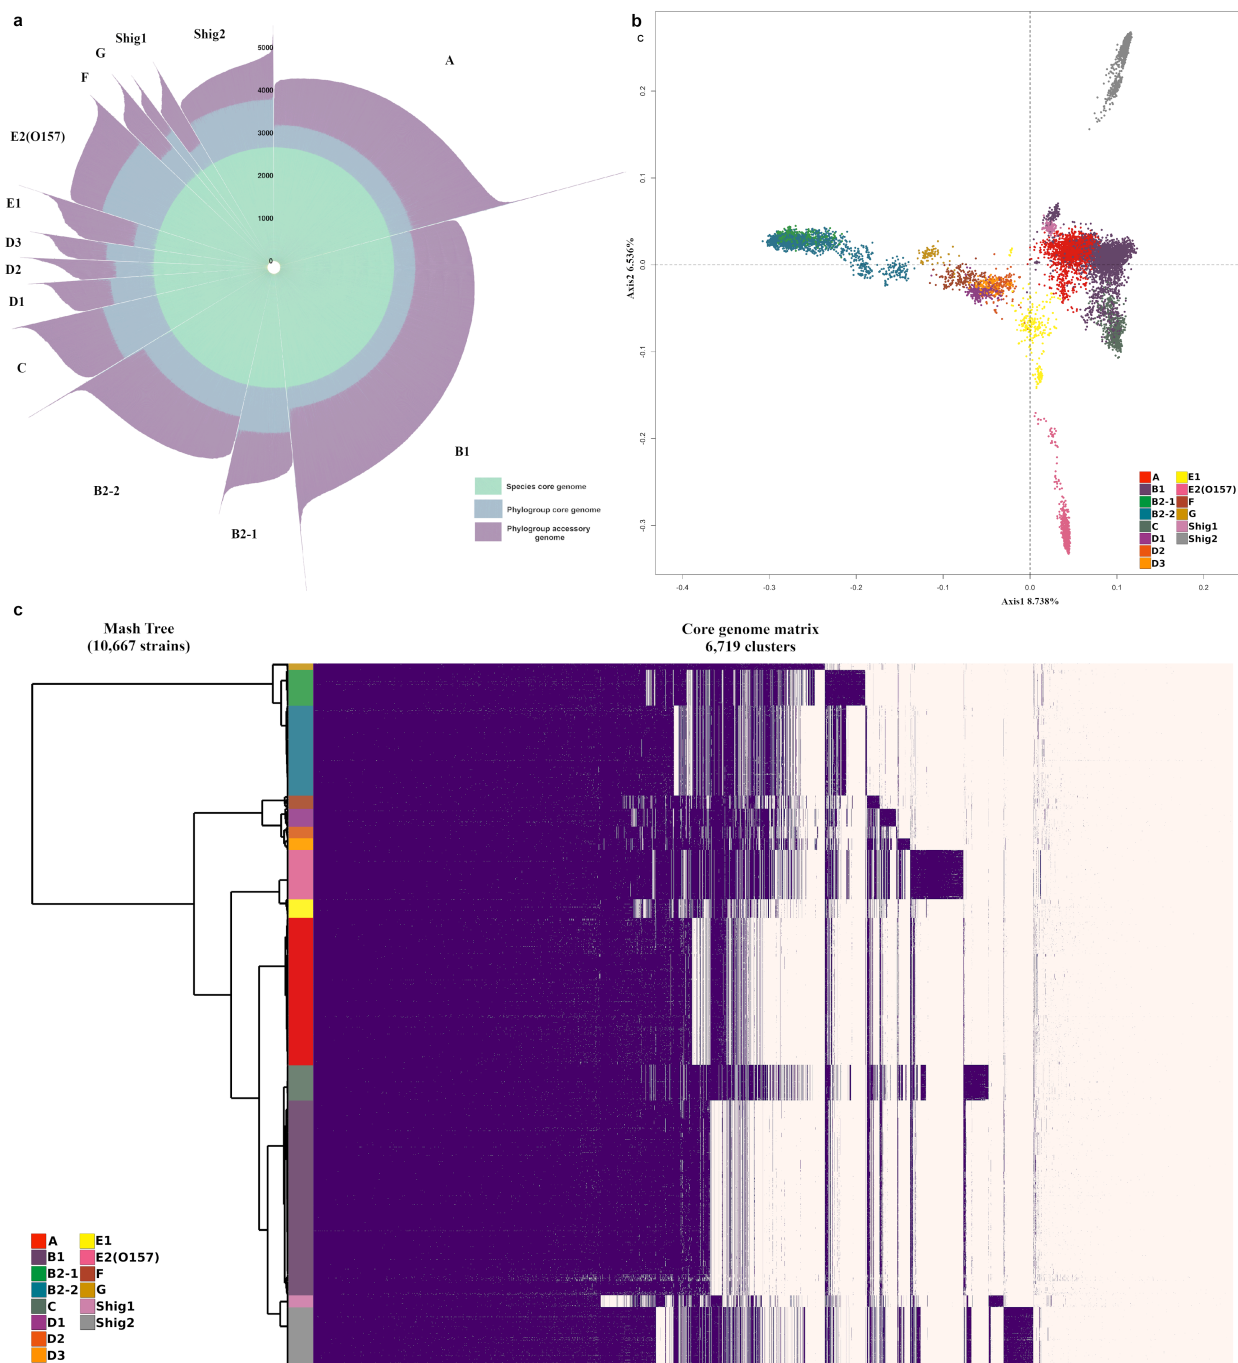 a
Shig2
Shig1
G
F
E2(O157)
E1
D3
D2
D1
C
B2-2
B2-1
B1
A
5000
4000
3000
2000
1000
0
Species core genome
Phylogroup core genome
Phylogroup accessory
genome
b
C
0.2
0.1
0.0
-0.1
-0.2
-0.3
Axis2 6.536%
-0.4
-0.3
-0.2
-0.1
0.0
0.1
0.2
Axis1 8.738%
A
B1
B2-1
B2-2
C
D1
D2
D3
E1
E2(O157)
F
G
Shig1
Shig2
c
Mash Tree
(10,667 strains)
Core genome matrix
6,719 clusters
A
B1
B2-1
B2-2
C
D1
D2
D3
E1
E2(O157)
F
G
Shig1
Shig2